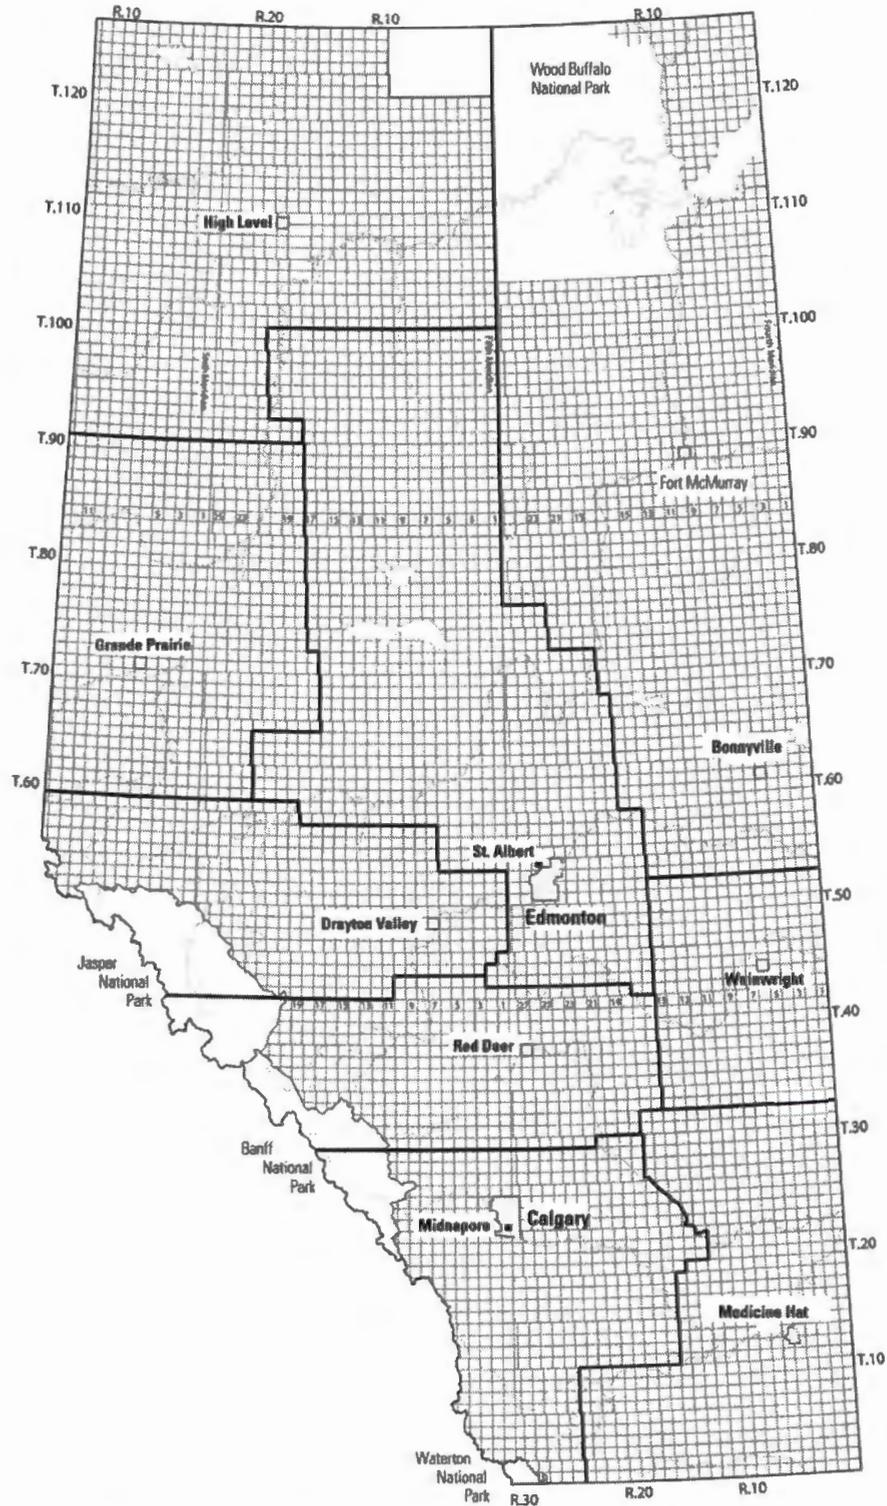 R.10
R.20
R.10
R.10
T.120
Wood Buffalo
National Park
T.120
T.110
High Level
T.110
T.100
T.100
Fifth Meridian
T.90
T.90
Fort McMurray
T.80
T.80
Grande Prairie
T.70
T.70
Bonnyville
T.60
T.60
St. Albert
T.50
Drayton Valley
Edmonton
Jasper
National
Park
Wainwright
T.40
Red Deer
T.30
Banff
National
Park
Midnapore
Calgary
T.20
Medicine Hat
T.10
Waterton
National
Park
R.30
R.20
R.10